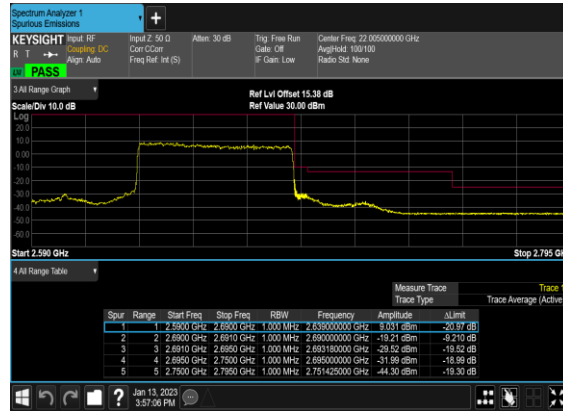 Spectrum Analyzer 1
Spurious Emissions
+
KEYSIGHT Input: RF Input Z: 50 Ω Atten: 30 dB Trig: Free Run Center Freq: 22.005000000 GHz
R T Coupling: DC Corr CCorr Gate: Off Avg|Hold: 100/100
Align: Auto Freq Ref: Int (S) IF Gain: Low Radio Std: None
LXI PASS
3 All Range Graph
Ref Lvl Offset 15.38 dB
Scale/Div 10.0 dB Ref Value 30.00 dBm
Log
20.0
10.0
0.00
-10.0
-20.0
-30.0
-40.0
-50.0
-60.0
Start 2.590 GHz Stop 2.795 GH
4 All Range Table
Measure Trace Trace 1
Trace Type Trace Average (Active
Spur Range Start Freq Stop Freq RBW Frequency Amplitude ΔLimit
1 1 2.5900 GHz 2.6900 GHz 1.000 MHz 2.639000000 GHz 9.031 dBm -20.97 dB
2 2 2.6900 GHz 2.6910 GHz 1.000 MHz 2.690000000 GHz -19.21 dBm -9.210 dB
3 3 2.6910 GHz 2.6950 GHz 1.000 MHz 2.693180000 GHz -29.52 dBm -19.52 dB
4 4 2.6950 GHz 2.7500 GHz 1.000 MHz 2.695000000 GHz -31.99 dBm -18.99 dB
5 5 2.7500 GHz 2.7950 GHz 1.000 MHz 2.751425000 GHz -44.30 dBm -19.30 dB
? Jan 13, 2023
3:57:06 PM